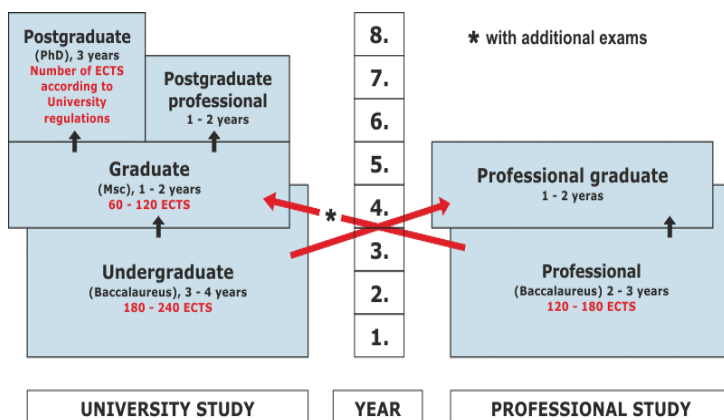 Postgraduate
(PhD), 3 years
Number of ECTS
according to
University
regulations
Postgraduate
professional
1 - 2 years
Graduate
(Msc), 1 - 2 years
60 - 120 ECTS
Undergraduate
(Baccalaureus), 3 - 4 years
180 - 240 ECTS
*
8.
7.
6.
5.
4.
3.
2.
1.
* with additional exams
Professional graduate
1 - 2 yeras
Professional
(Baccalaureus) 2 - 3 years
120 - 180 ECTS
UNIVERSITY STUDY
YEAR
PROFESSIONAL STUDY